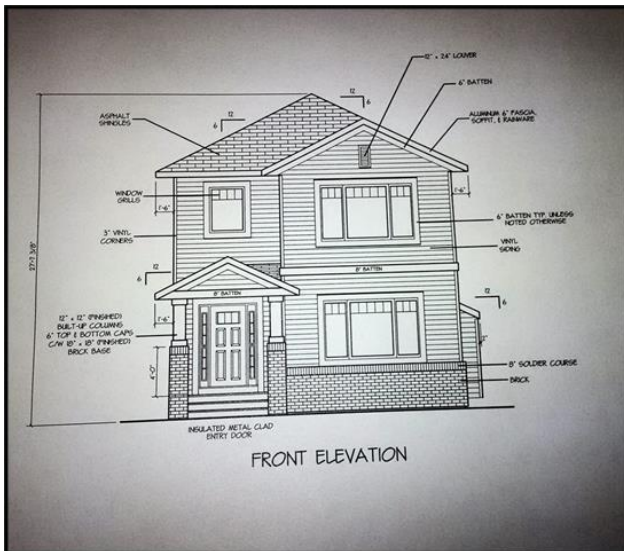 12" x 24" LOUVER
6" BATTEN
12
6
12
6
ASPHALT
SHINGLES
ALUMINUM 6" FASCIA,
SOFFIT, & RAINWARE
WINDOW
GRILLS
1'-6"
1'-6"
3" VINYL
CORNERS
6" BATTEN TYP. UNLESS
NOTED OTHERWISE
VINYL
SIDING
27'-7 3/8"
12
6
8" BATTEN
8" BATTEN
12
6
12" x 12" (FINISHED)
BUILT-UP COLUMNS
6" TOP & BOTTOM CAPS
C/W 18" x 18" (FINISHED)
BRICK BASE
1'-6"
4'-0"
8" SOLDIER COURSE
BRICK
INSULATED METAL CLAD
ENTRY DOOR
FRONT ELEVATION